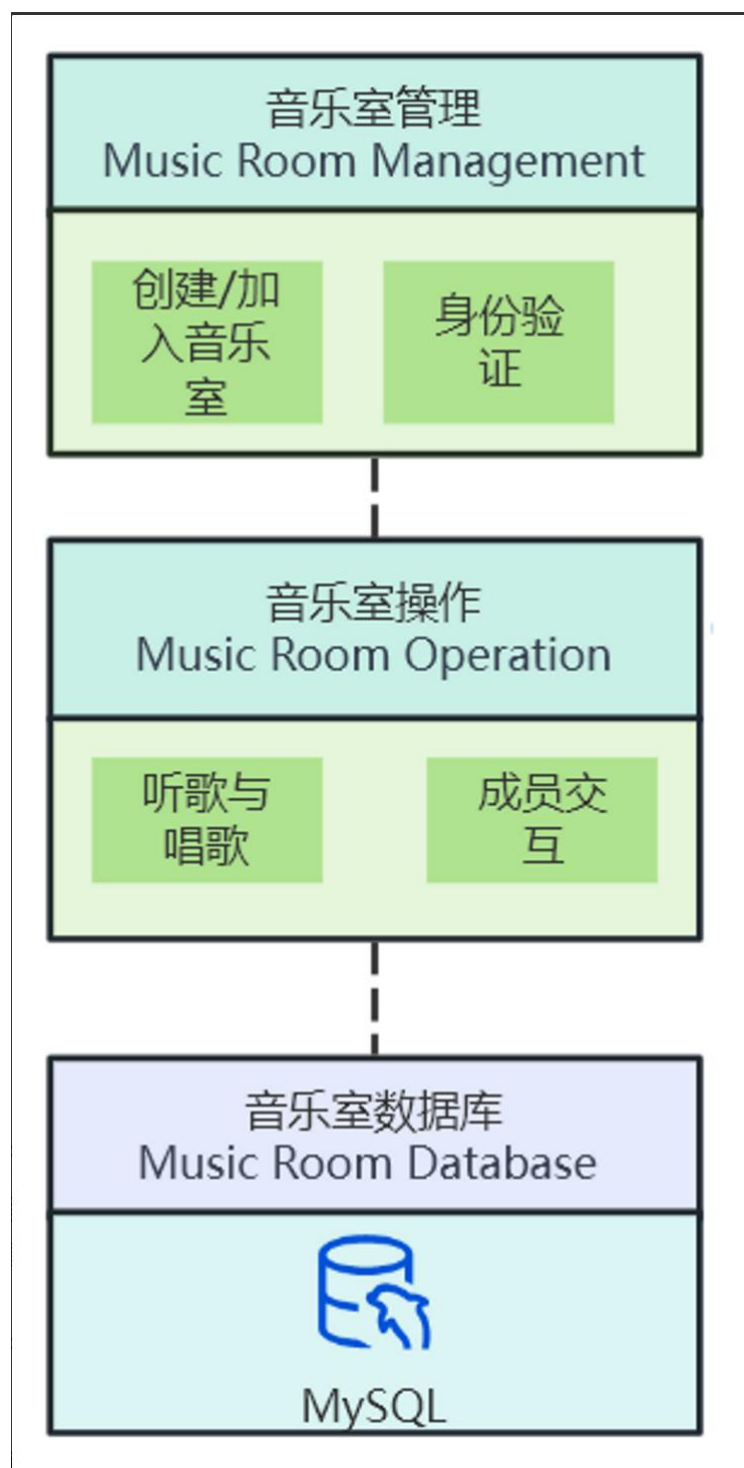 音乐室管理
Music Room Management
创建/加
入音乐
室
身份验
证
音乐室操作
Music Room Operation
听歌与
唱歌
成员交
互
音乐室数据库
Music Room Database
MySQL